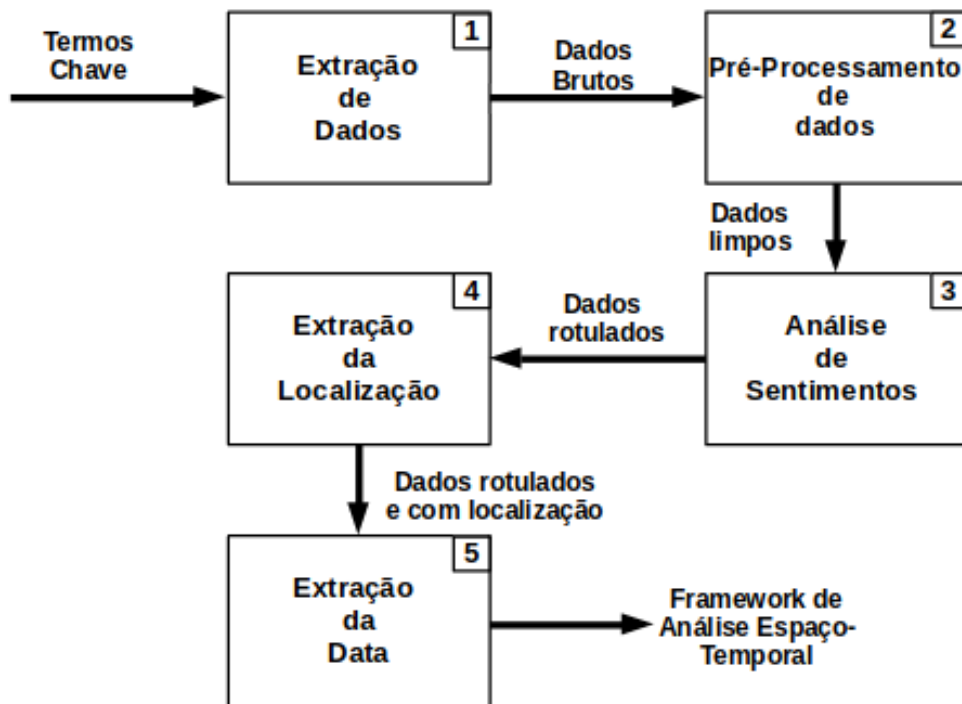 Termos
Chave
1
Extração
de
Dados
Dados
Brutos
2
Pré-Processamento
de
dados
Dados
limpos
3
Análise
de
Sentimentos
Dados
rotulados
4
Extração
da
Localização
Dados rotulados
e com localização
5
Extração
da
Data
Framework de
Análise Espaço-
Temporal